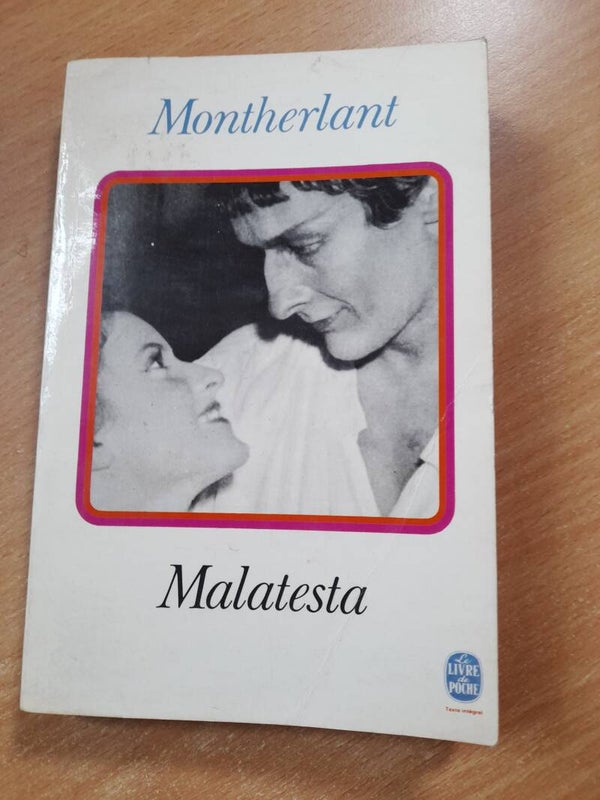 Montherlant
Malatesta
Le
LIVRE
de
POCHE
Texte intégral